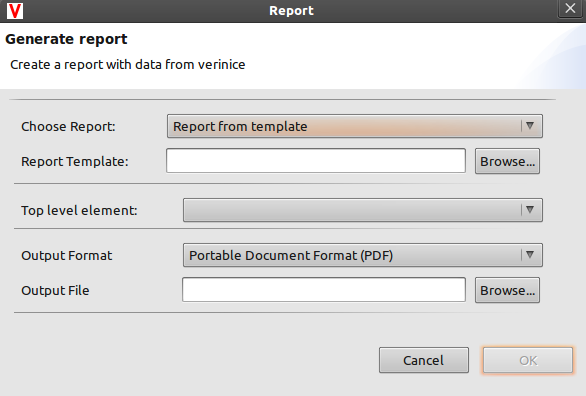 Report
Generate report
Create a report with data from verinice
Choose Report: Report from template
Report Template: Browse...
Top level element:
Output Format Portable Document Format (PDF)
Output File Browse...
Cancel OK